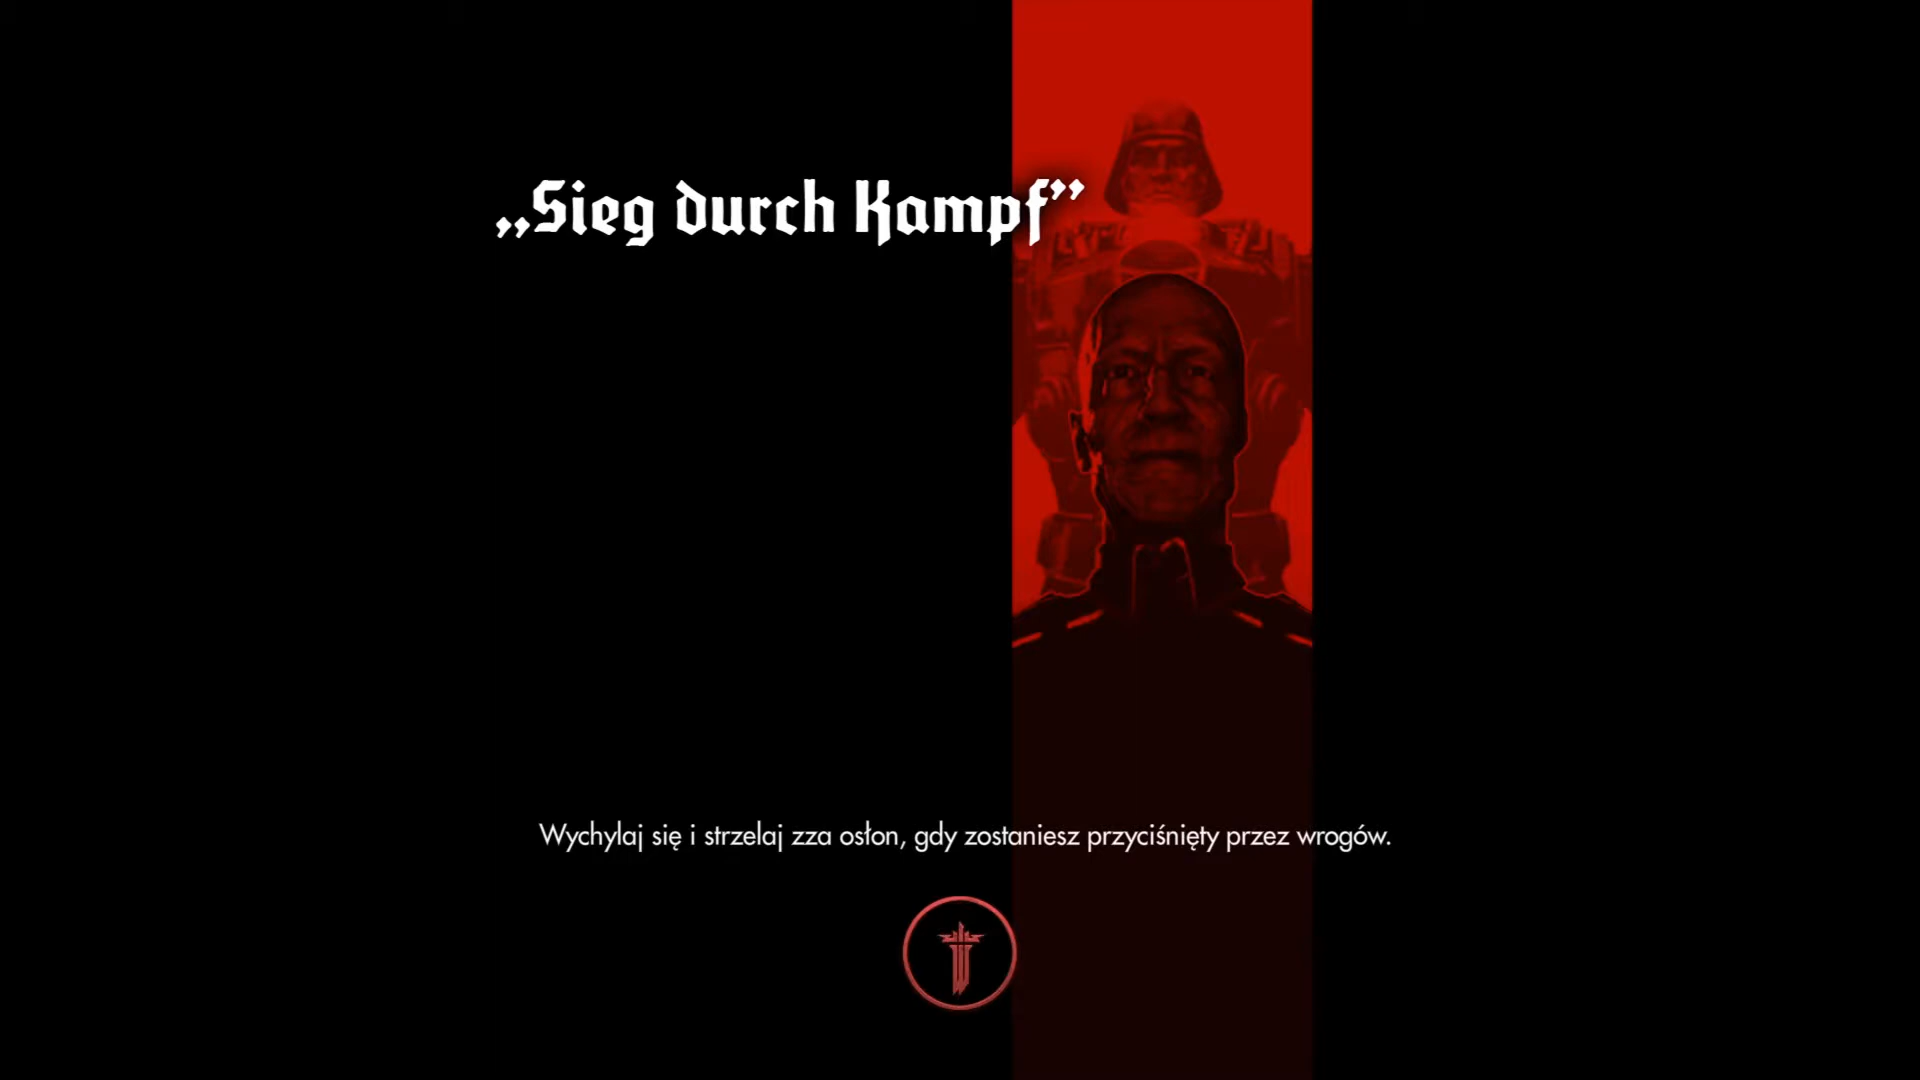 „Sieg durch Kampf”
Wychylaj się i strzelaj zza osłon, gdy zostaniesz przyciśnięty przez wrogów.